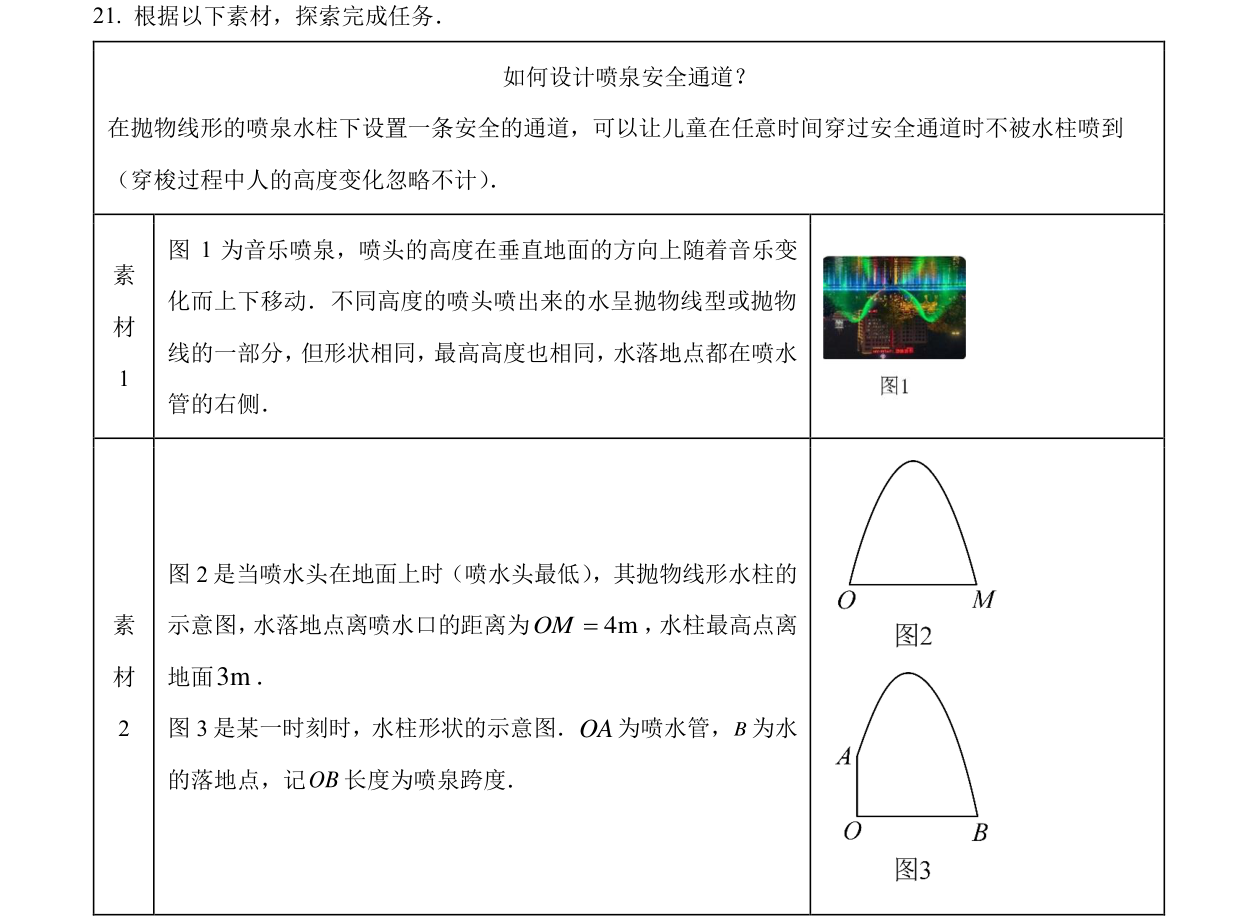 21. 根据以下素材，探索完成任务．
如何设计喷泉安全通道？
在抛物线形的喷泉水柱下设置一条安全的通道，可以让儿童在任意时间穿过安全通道时不被水柱喷到
（穿梭过程中人的高度变化忽略不计）．
素
材
1
图 1 为音乐喷泉，喷头的高度在垂直地面的方向上随着音乐变
化而上下移动．不同高度的喷头喷出来的水呈抛物线型或抛物
线的一部分，但形状相同，最高高度也相同，水落地点都在喷水
管的右侧．
图1
素
材
2
图 2 是当喷水头在地面上时（喷水头最低），其抛物线形水柱的
示意图，水落地点离喷水口的距离为OM = 4m，水柱最高点离
地面3m．
图 3 是某一时刻时，水柱形状的示意图．OA为喷水管，B 为水
的落地点，记OB 长度为喷泉跨度．
O M
图2
A
O B
图3